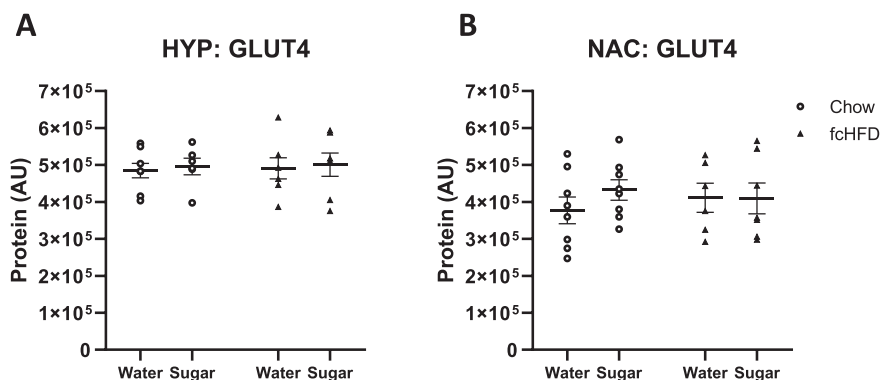 A
HYP: GLUT4
Protein (AU)
7×10⁵
6×10⁵
5×10⁵
4×10⁵
3×10⁵
2×10⁵
1×10⁵
0
Water Sugar Water Sugar
B
NAC: GLUT4
Protein (AU)
7×10⁵
6×10⁵
5×10⁵
4×10⁵
3×10⁵
2×10⁵
1×10⁵
0
Water Sugar Water Sugar
Chow
fcHFD